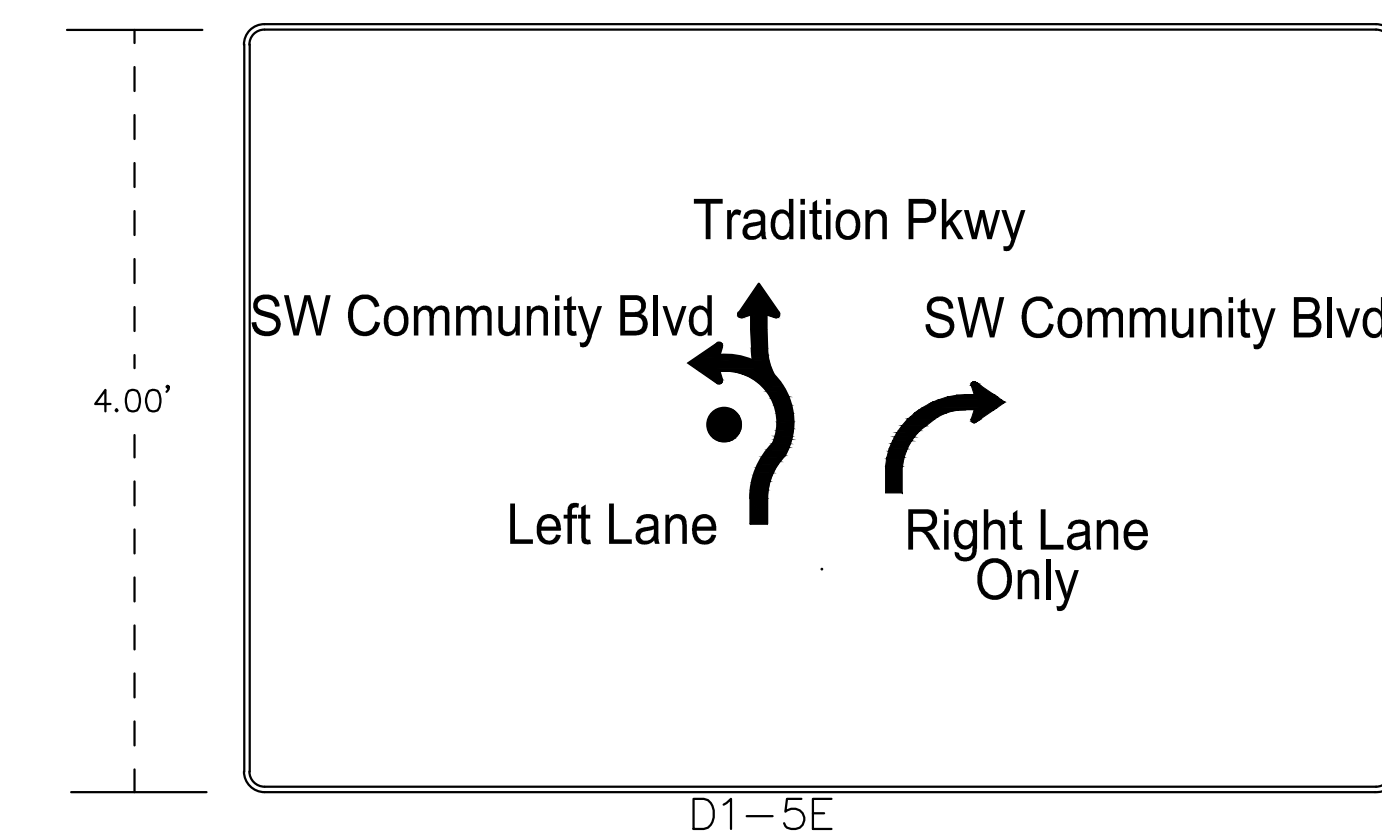 Tradition Pkwy
SW Community Blvd
SW Community Blvd
4.00'
Left Lane
Right Lane
Only
D1-5E